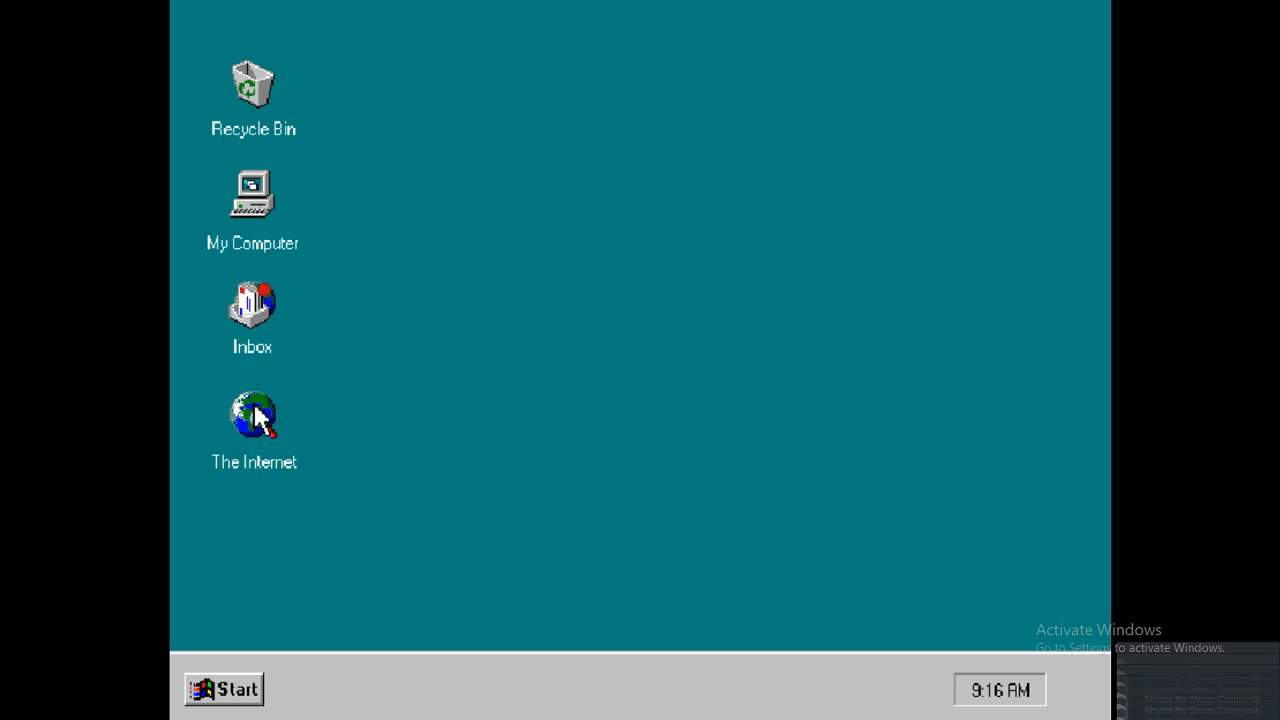 Recycle Bin
My Computer
Inbox
The Internet
Activate Windows
Go to Settings to activate Windows.
Start
9:16 AM